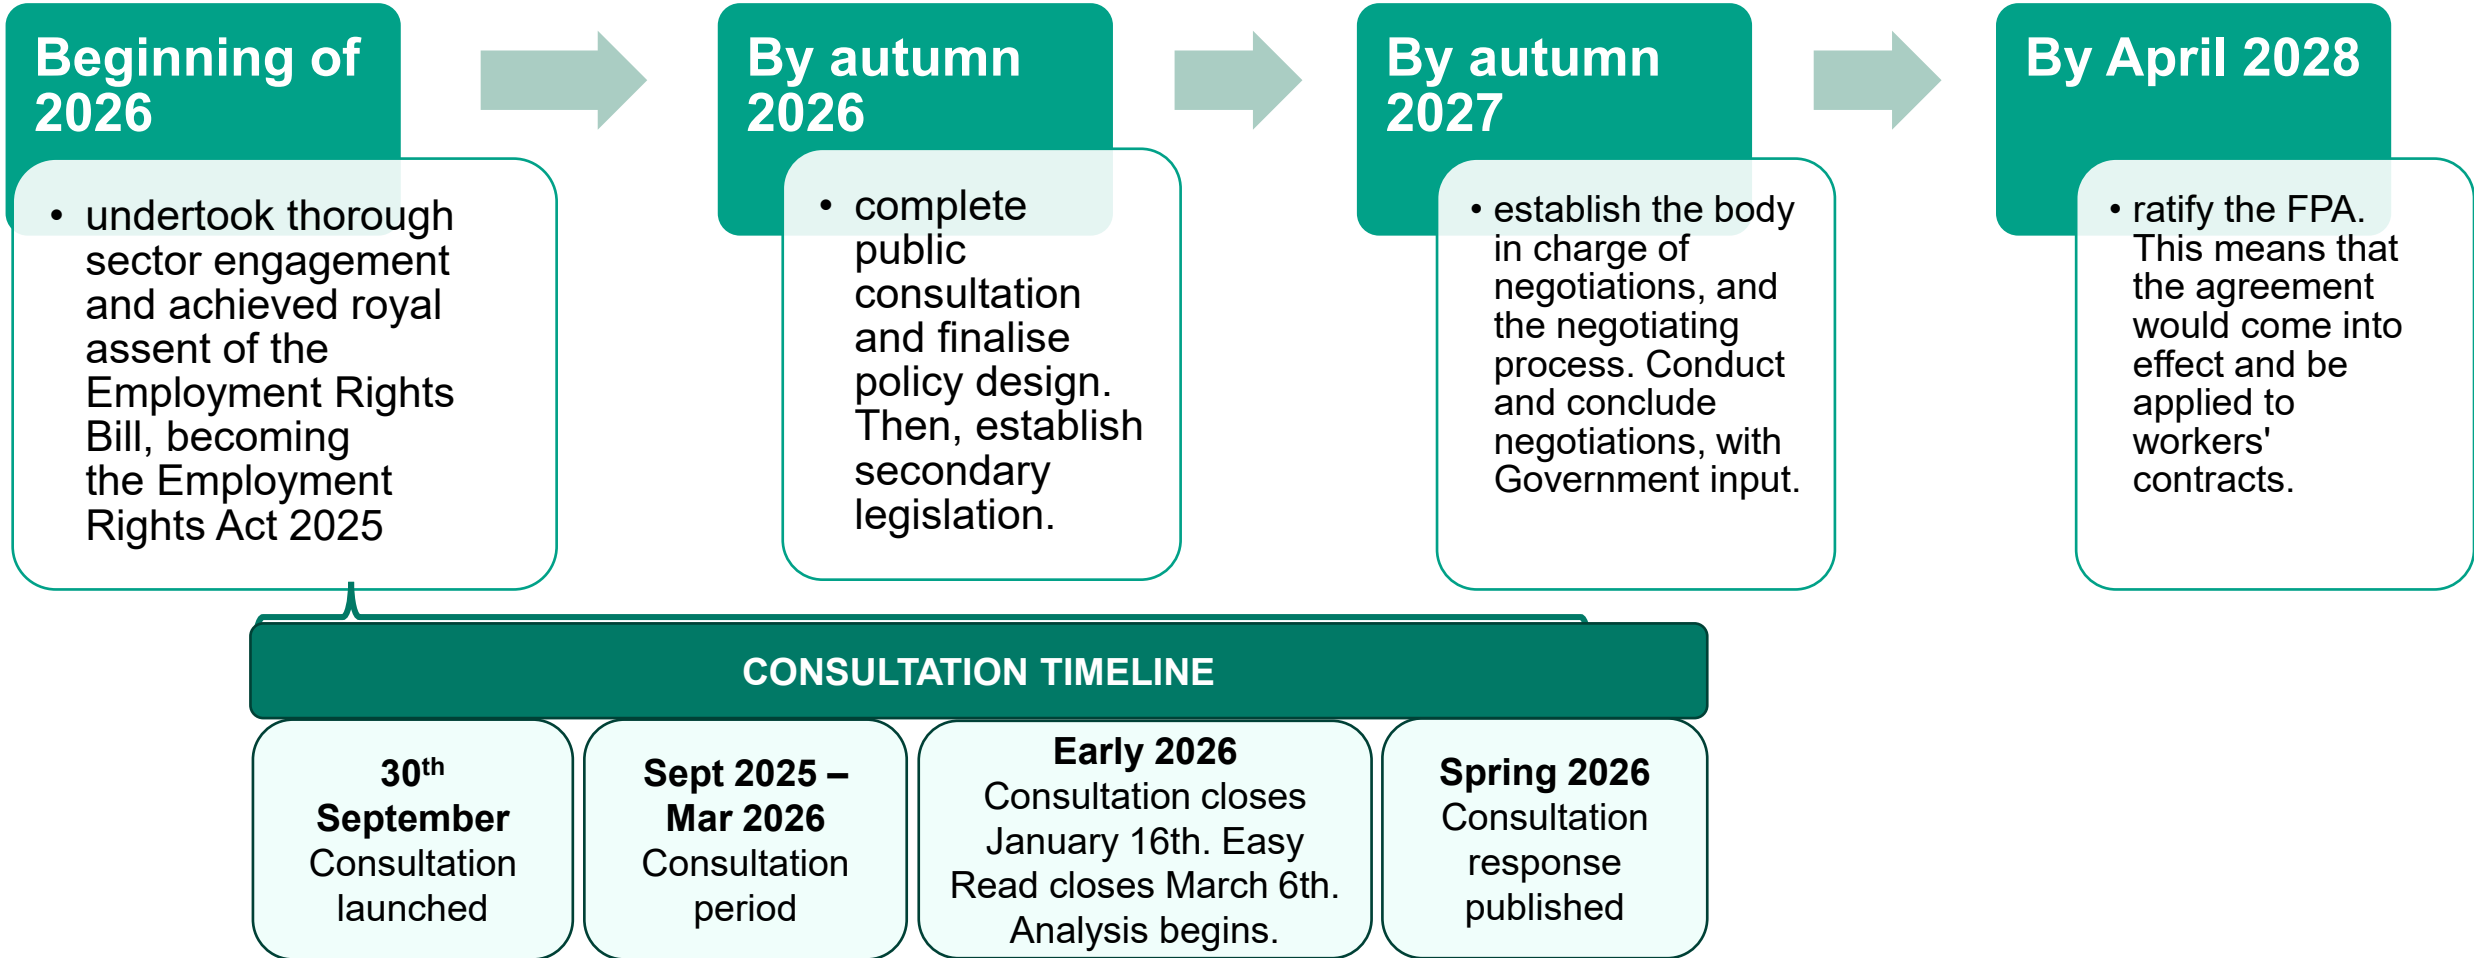 Beginning of
2026
• undertook thorough
sector engagement
and achieved royal
assent of the
Employment Rights
Bill, becoming
the Employment
Rights Act 2025
By autumn
2026
• complete
public
consultation
and finalise
policy design.
Then, establish
secondary
legislation.
By autumn
2027
• establish the body
in charge of
negotiations, and
the negotiating
process. Conduct
and conclude
negotiations, with
Government input.
By April 2028
• ratify the FPA.
This means that
the agreement
would come into
effect and be
applied to
workers'
contracts.
CONSULTATION TIMELINE
30th
September
Consultation
launched
Sept 2025 –
Mar 2026
Consultation
period
Early 2026
Consultation closes
January 16th. Easy
Read closes March 6th.
Analysis begins.
Spring 2026
Consultation
response
published